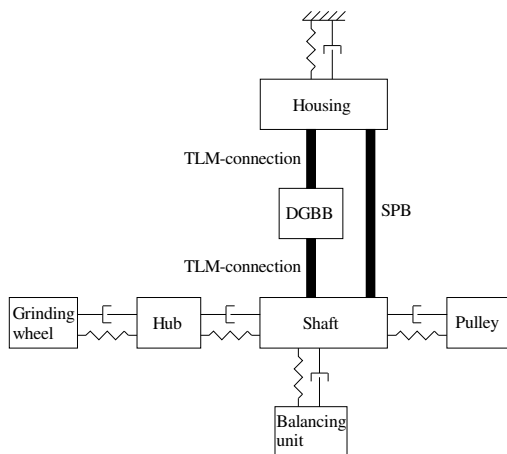 Housing
TLM-connection
DGBB
SPB
TLM-connection
Grinding
wheel
Hub
Shaft
Pulley
Balancing
unit